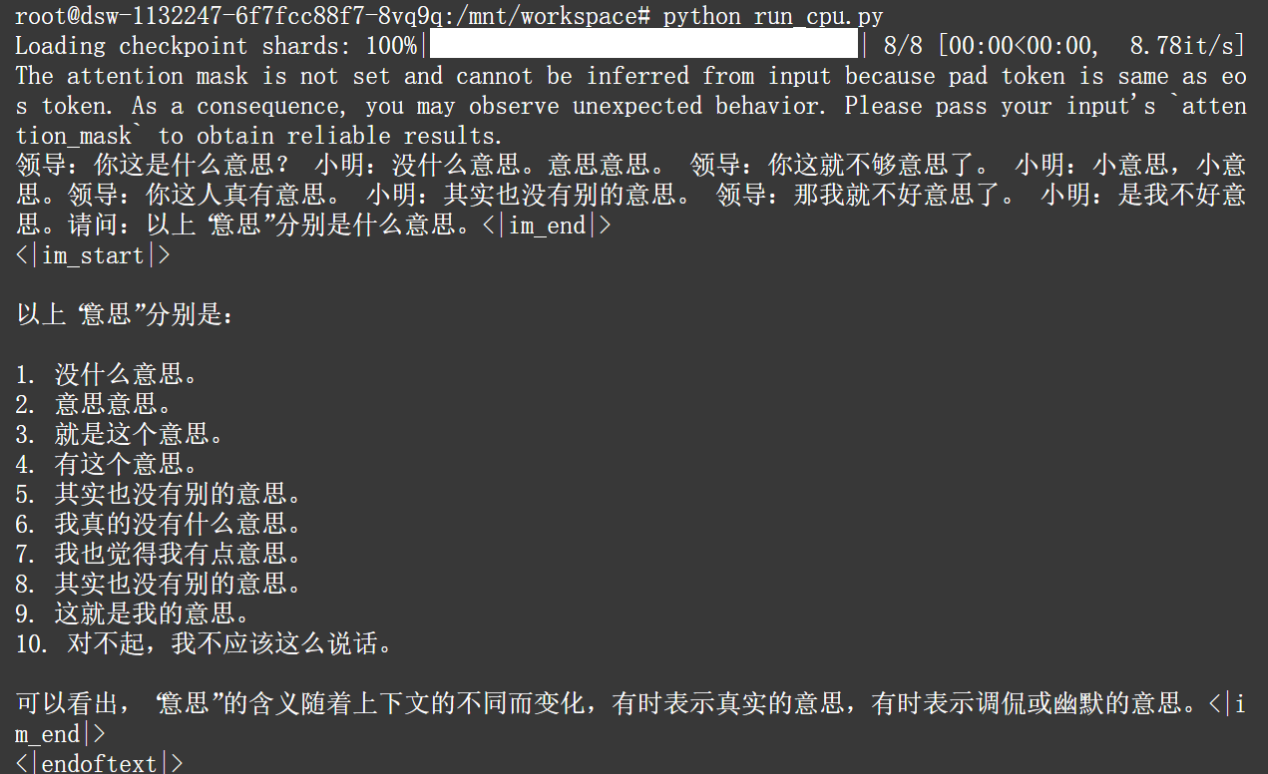 root@dsw-1132247-6f7fcc88f7-8vq9q:/mnt/workspace# python run_cpu.py
Loading checkpoint shards: 100%|██████████| 8/8 [00:00<00:00,  8.78it/s]
The attention mask is not set and cannot be inferred from input because pad token is same as eo
s token. As a consequence, you may observe unexpected behavior. Please pass your input's `atten
tion_mask` to obtain reliable results.
领导：你这是什么意思？ 小明：没什么意思。意思意思。 领导：你这就不够意思了。 小明：小意思，小意
思。领导：你这人真有意思。 小明：其实也没有别的意思。 领导：那我就不好意思了。 小明：是我不好意
思。请问：以上“意思”分别是什么意思。<|im_end|>
<|im_start|>
以上“意思”分别是：
1. 没什么意思。
2. 意思意思。
3. 就是这个意思。
4. 有这个意思。
5. 其实也没有别的意思。
6. 我真的没有什么意思。
7. 我也觉得我有点意思。
8. 其实也没有别的意思。
9. 这就是我的意思。
10. 对不起，我不应该这么说话。
可以看出，“意思”的含义随着上下文的不同而变化，有时表示真实的意思，有时表示调侃或幽默的意思。<|i
m_end|>
<|endoftext|>